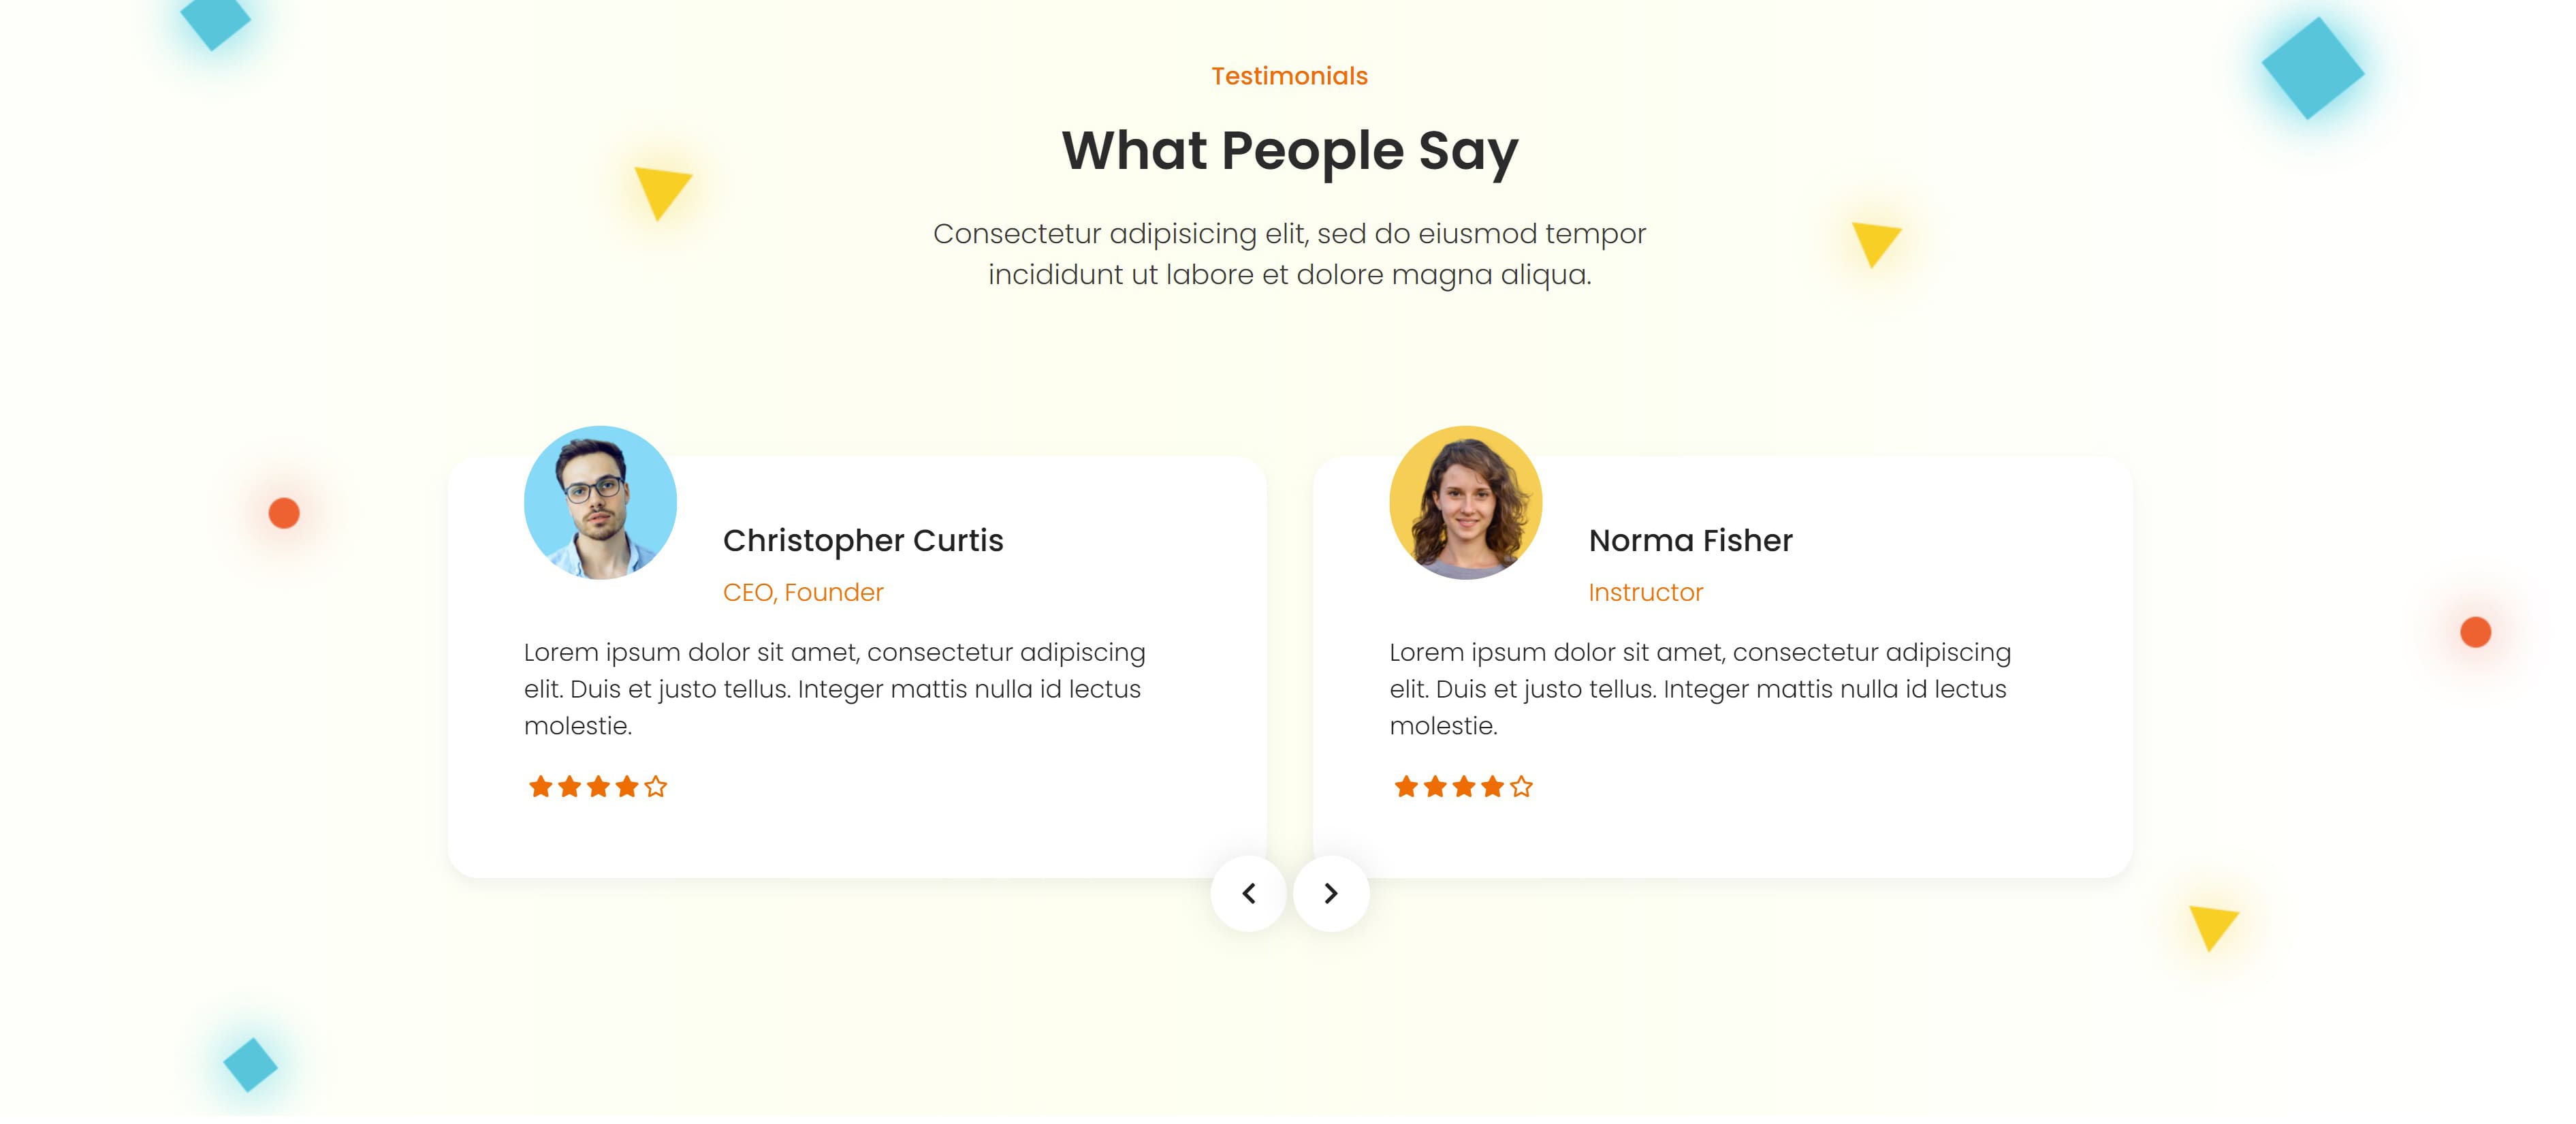 Testimonials
What People Say
Consectetur adipisicing elit, sed do eiusmod tempor
incididunt ut labore et dolore magna aliqua.
Christopher Curtis
CEO, Founder
Lorem ipsum dolor sit amet, consectetur adipiscing
elit. Duis et justo tellus. Integer mattis nulla id lectus
molestie.
Norma Fisher
Instructor
Lorem ipsum dolor sit amet, consectetur adipiscing
elit. Duis et justo tellus. Integer mattis nulla id lectus
molestie.